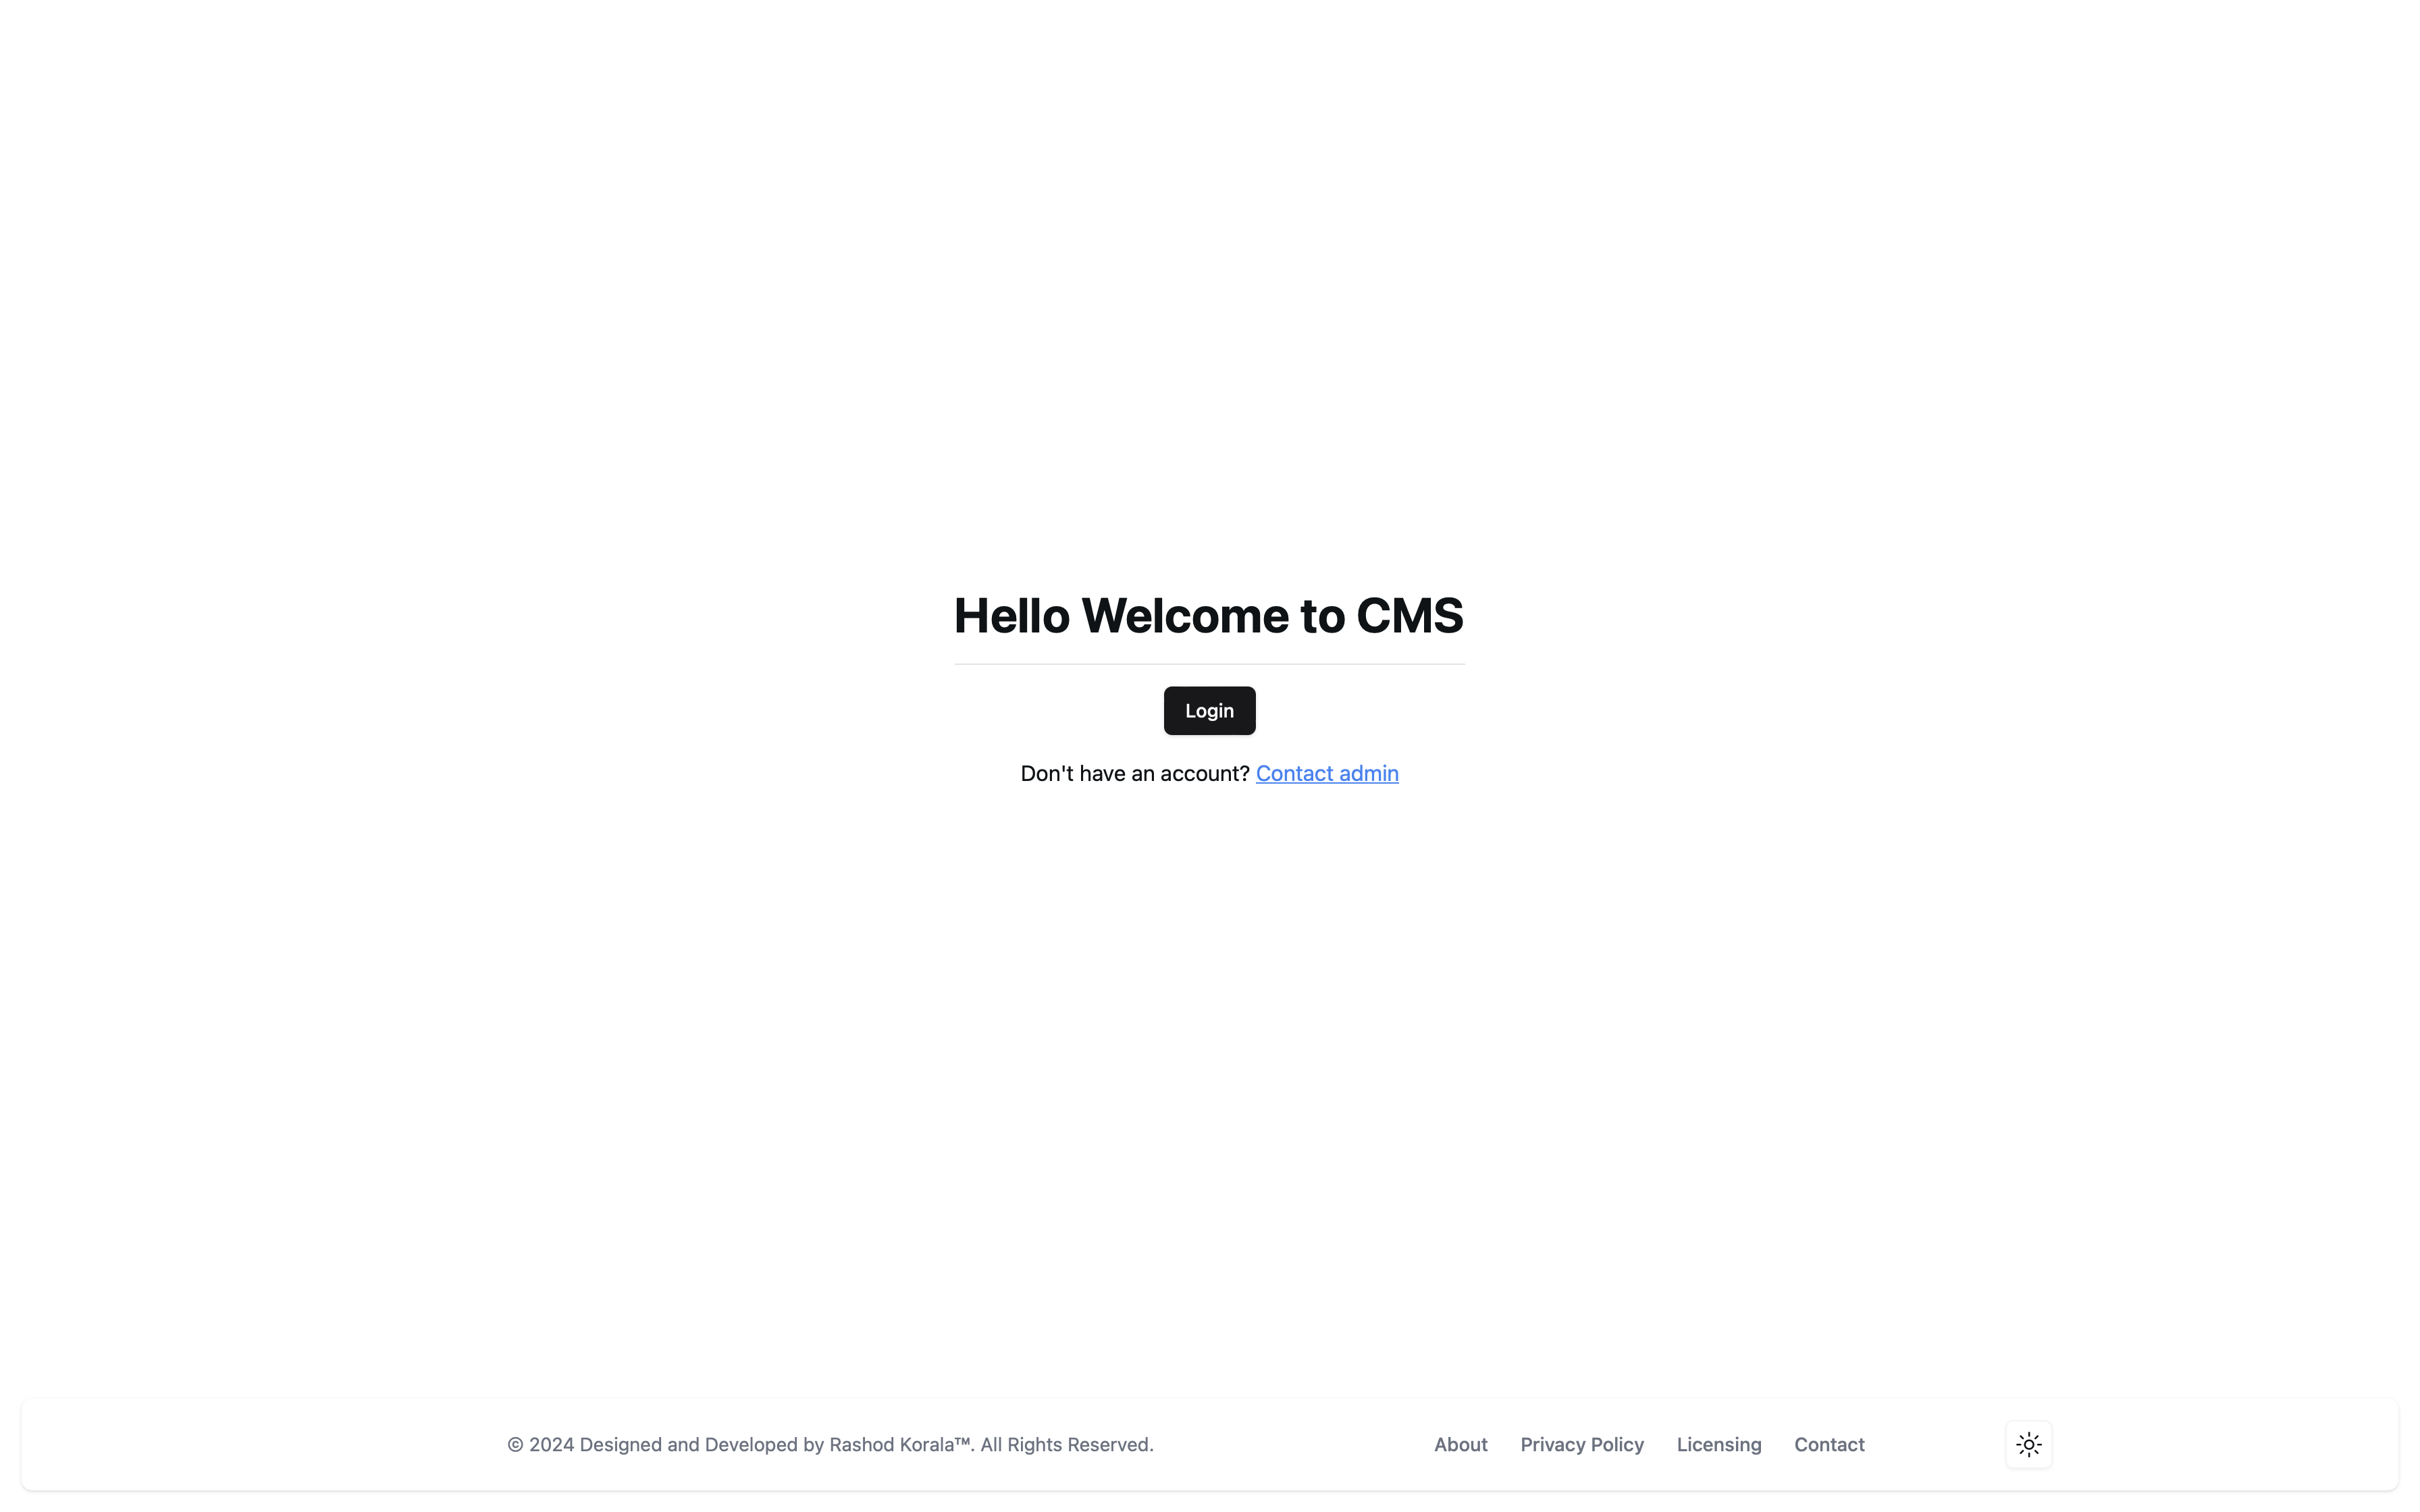 Hello Welcome to CMS
Login
Don't have an account? Contact admin
© 2024 Designed and Developed by Rashod Korala™. All Rights Reserved.
About Privacy Policy Licensing Contact